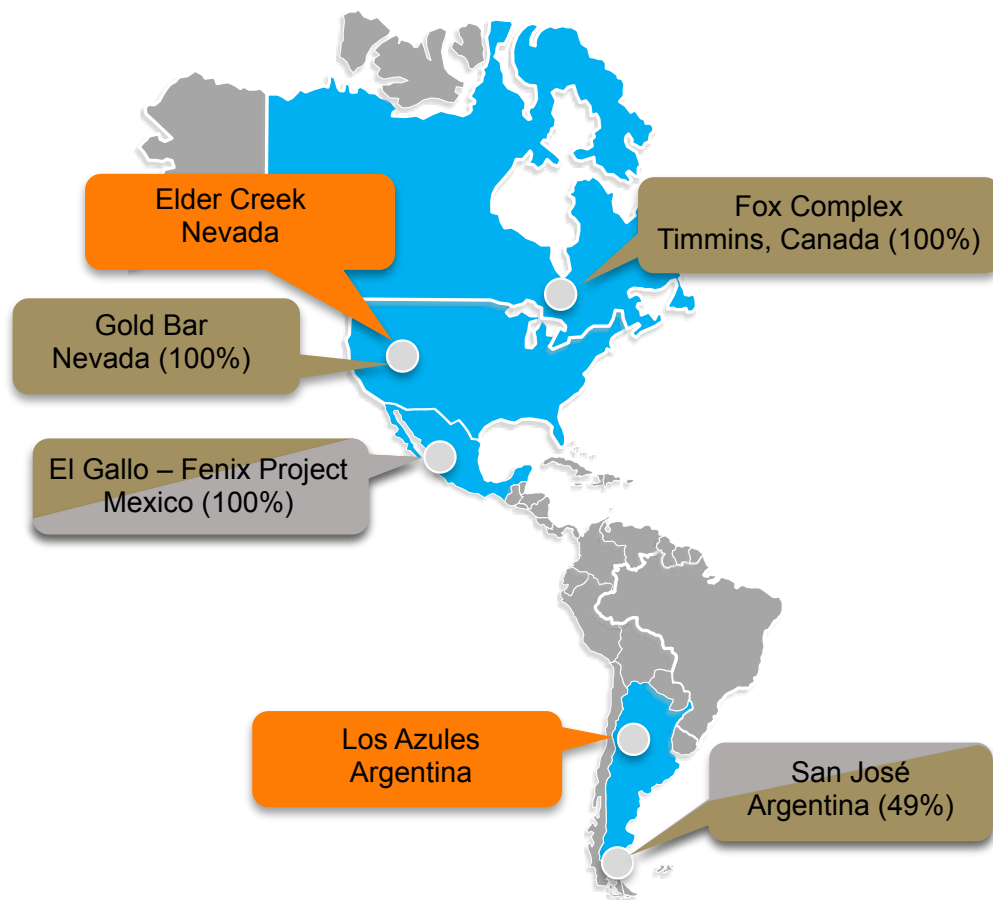 Elder Creek
Nevada
Fox Complex
Timmins, Canada (100%)
Gold Bar
Nevada (100%)
El Gallo – Fenix Project
Mexico (100%)
Los Azules
Argentina
San José
Argentina (49%)